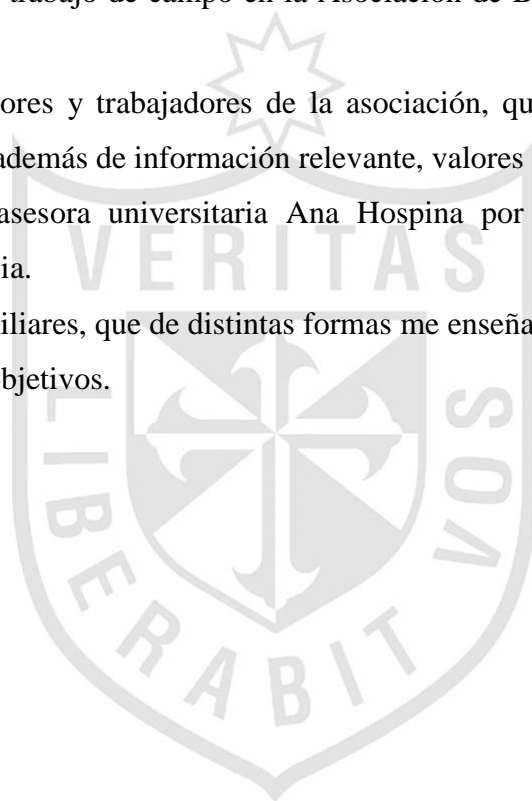 trabajo de campo en la Asociación de
ores y trabajadores de la asociación, qu
además de información relevante, valores
asesora universitaria Ana Hospina por
ia.
iliares, que de distintas formas me enseña
objetivos.
VERITAS
LIBERABIT
VOS